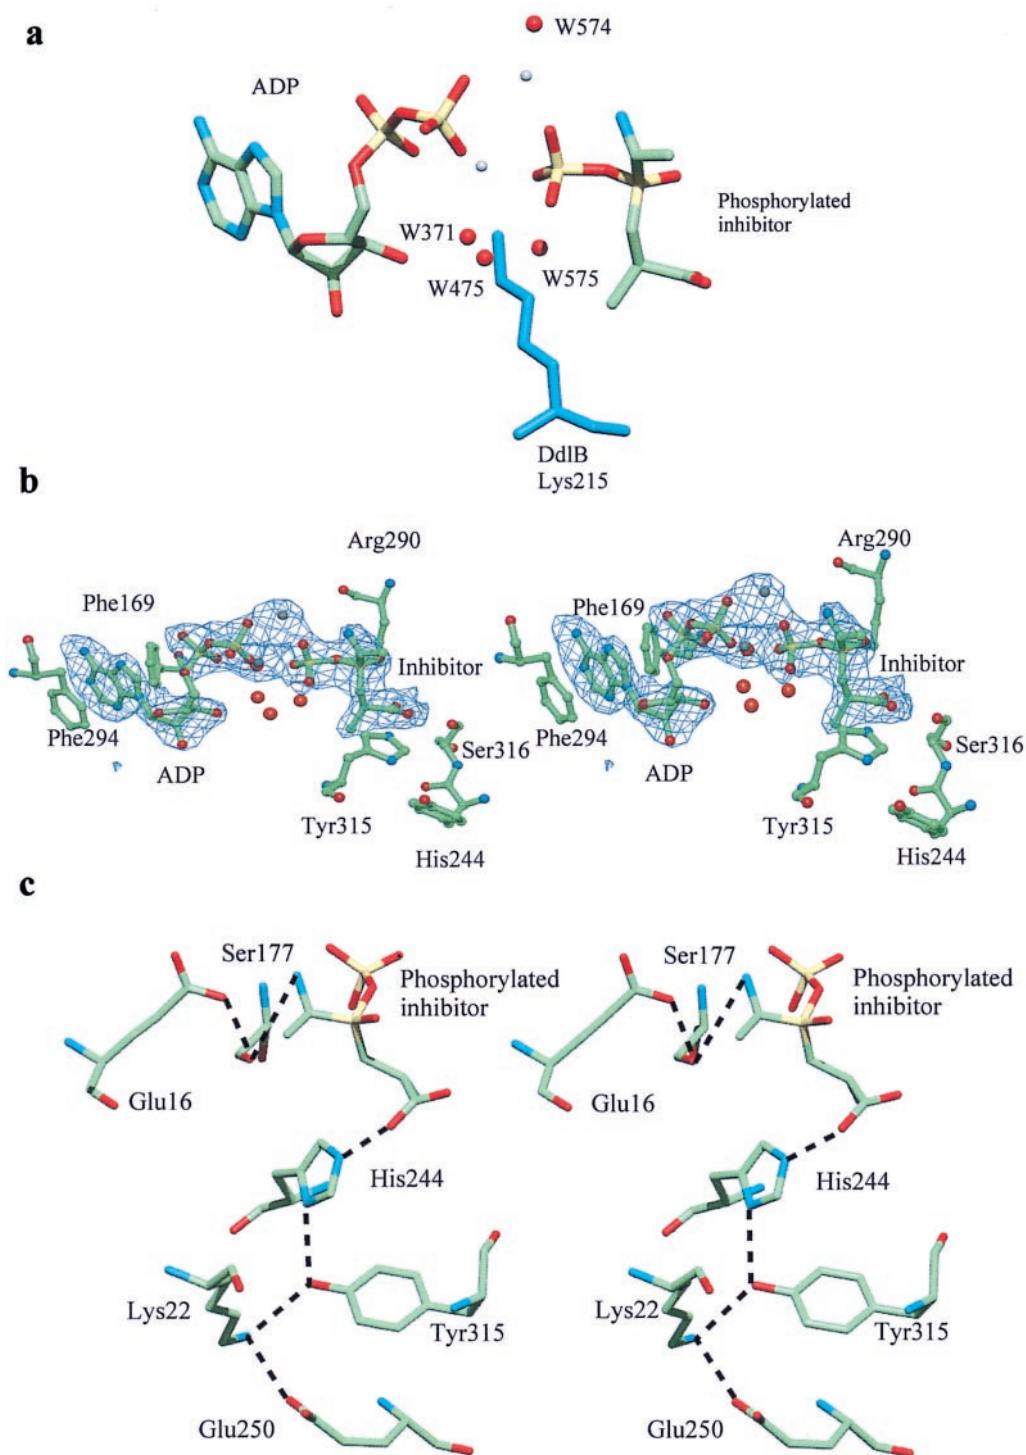 a
W574
ADP
Phosphorylated
inhibitor
W371
W475
W575
DdlB
Lys215
b
Arg290
Arg290
Phe169
Phe169
Inhibitor
Inhibitor
Phe294
Phe294
Ser316
Ser316
ADP
ADP
Tyr315
Tyr315
His244
His244
c
Ser177
Ser177
Phosphorylated
inhibitor
Phosphorylated
inhibitor
Glu16
Glu16
His244
His244
Lys22
Lys22
Tyr315
Tyr315
Glu250
Glu250